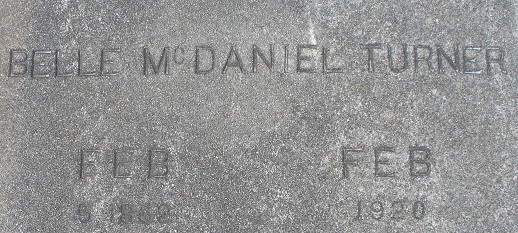 BELLE McDANIEL TURNER
FEB FEB
1920